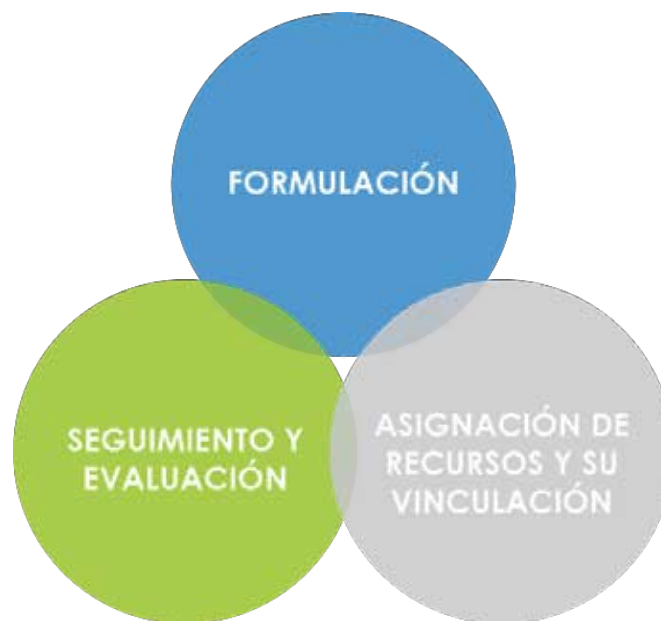 FORMULACIÓN
SEGUIMIENTO Y
EVALUACIÓN
ASIGNACIÓN DE
RECURSOS Y SU
VINCULACIÓN